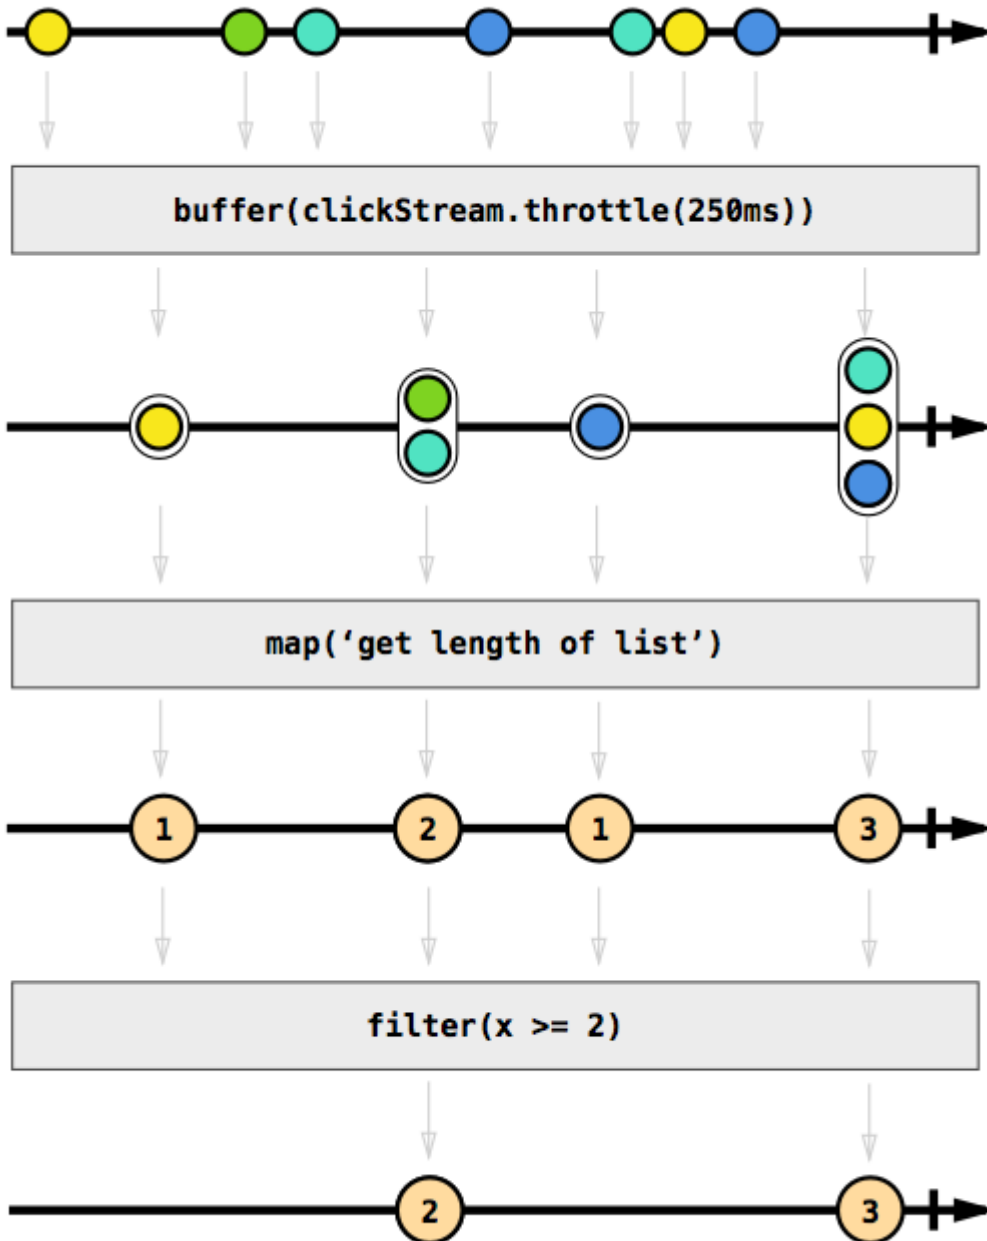 buffer(clickStream.throttle(250ms))
map(‘get length of list’)
1 2 1 3
filter(x >= 2)
2 3